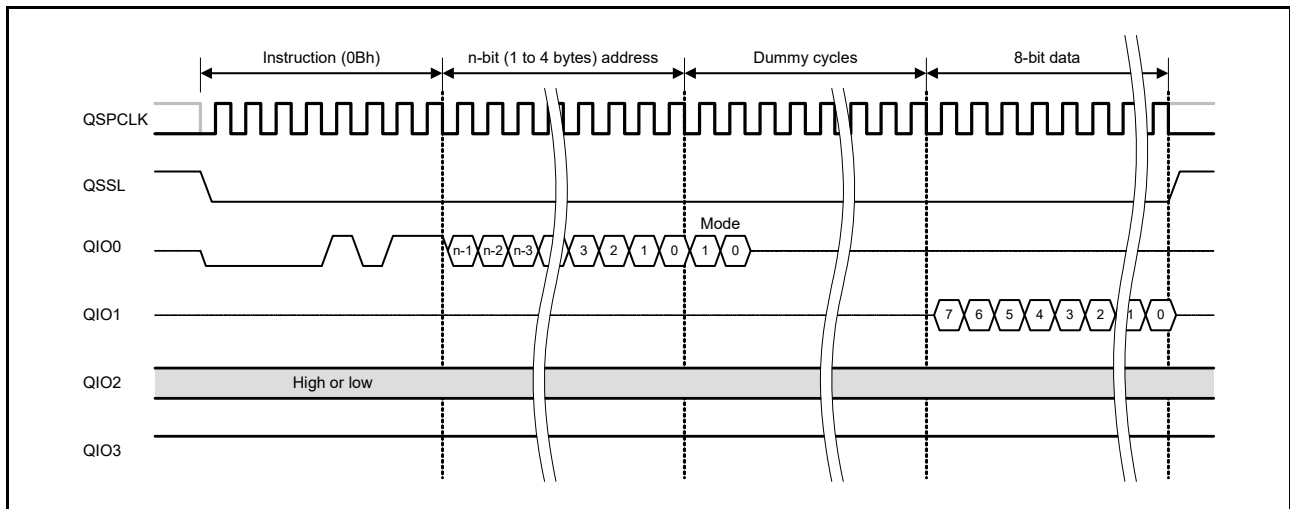 Instruction (0Bh) n-bit (1 to 4 bytes) address Dummy cycles 8-bit data
QSPCLK
QSSL
Mode
QIO0 n-1 n-2 n-3 3 2 1 0 1 0
QIO1 7 6 5 4 3 2 1 0
QIO2 High or low
QIO3